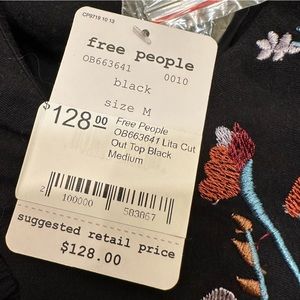 CP9719 10 13
free people
OB663641 0010
black
size M
$128.00
Free People
OB663641 Lita Cut
Out Top Black
Medium
2 100000 583067
suggested retail price
$128.00